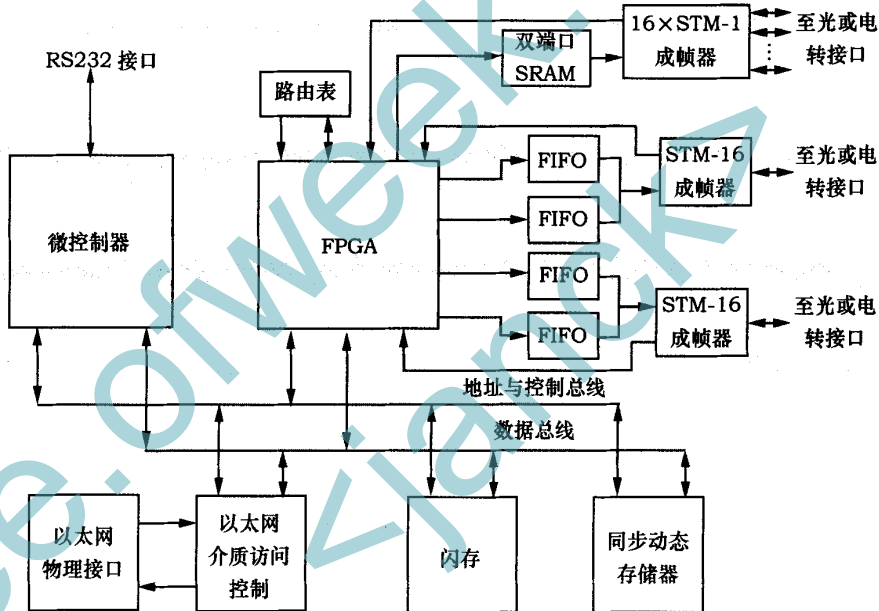 RS232 接口
微控制器
路由表
FPGA
双端口
SRAM
16×STM-1
成帧器
至光或电
转接口
FIFO
FIFO
FIFO
FIFO
STM-16
成帧器
至光或电
转接口
STM-16
成帧器
至光或电
转接口
地址与控制总线
数据总线
以太网
物理接口
以太网
介质访问
控制
闪存
同步动态
存储器
ee.ofweek.
<janck>